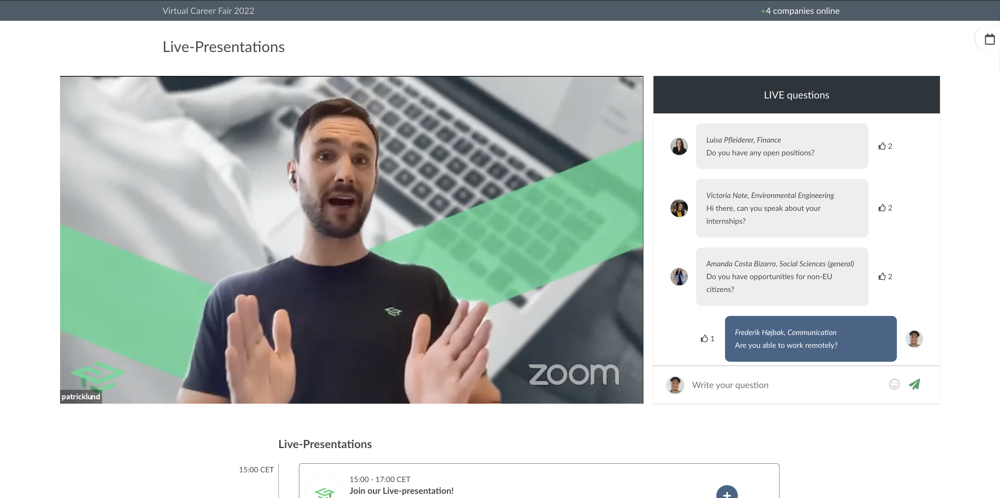 Virtual Career Fair 2022
4 companies online
Live-Presentations
zoom
patricklund
LIVE questions
Luisa Pfleiderer, Finance
Do you have any open positions?
2
Victoria Note, Environmental Engineering
Hi there, can you speak about your
internships?
2
Amanda Costa Bizarro, Social Sciences (general)
Do you have opportunities for non-EU
citizens?
2
Frederik Højbak, Communication
Are you able to work remotely?
1
Write your question
Live-Presentations
15:00 CET
15:00 - 17:00 CET
Join our Live-presentation!